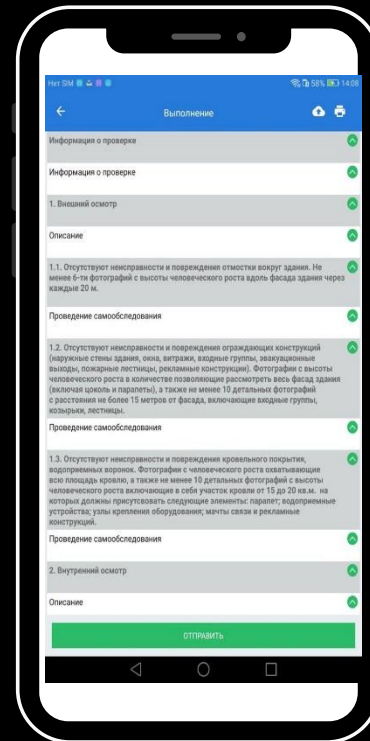 Нет SIM 58% 14:08
Выполнение
Информация о проверке
Информация о проверке
1. Внешний осмотр
Описание
1.1. Отсутствуют неисправности и повреждения отмостки вокруг здания. Не
менее 6-ти фотографий с высоты человеческого роста вдоль фасада здания через
каждые 20 м.
Проведение самообследования
1.2. Отсутствуют неисправности и повреждения ограждающих конструкций
(наружные стены здания, окна, витражи, входные группы, эвакуационные
выходы, пожарные лестницы, рекламные конструкции). Фотографии с высоты
человеческого роста в количестве позволяющие рассмотреть весь фасад здания
(включая цоколь и парапеты), а также не менее 10 детальных фотографий
с расстояния не более 15 метров от фасада, включающие входные группы,
козырьки, лестницы.
Проведение самообследования
1.3. Отсутствуют неисправности и повреждения кровельного покрытия,
водоприемных воронок. Фотографии с человеческого роста охватывающие
всю площадь кровлю, а также не менее 10 детальных фотографий с высоты
человеческого роста включающие в себя участок кровли от 15 до 20 кв.м. на
которых должны присутсвовать следующие элементы: парапет; водоприемные
устройства; узлы крепления оборудования; мачты связи и рекламные
конструкций.
Проведение самообследования
2. Внутренний осмотр
Описание
ОТПРАВИТЬ